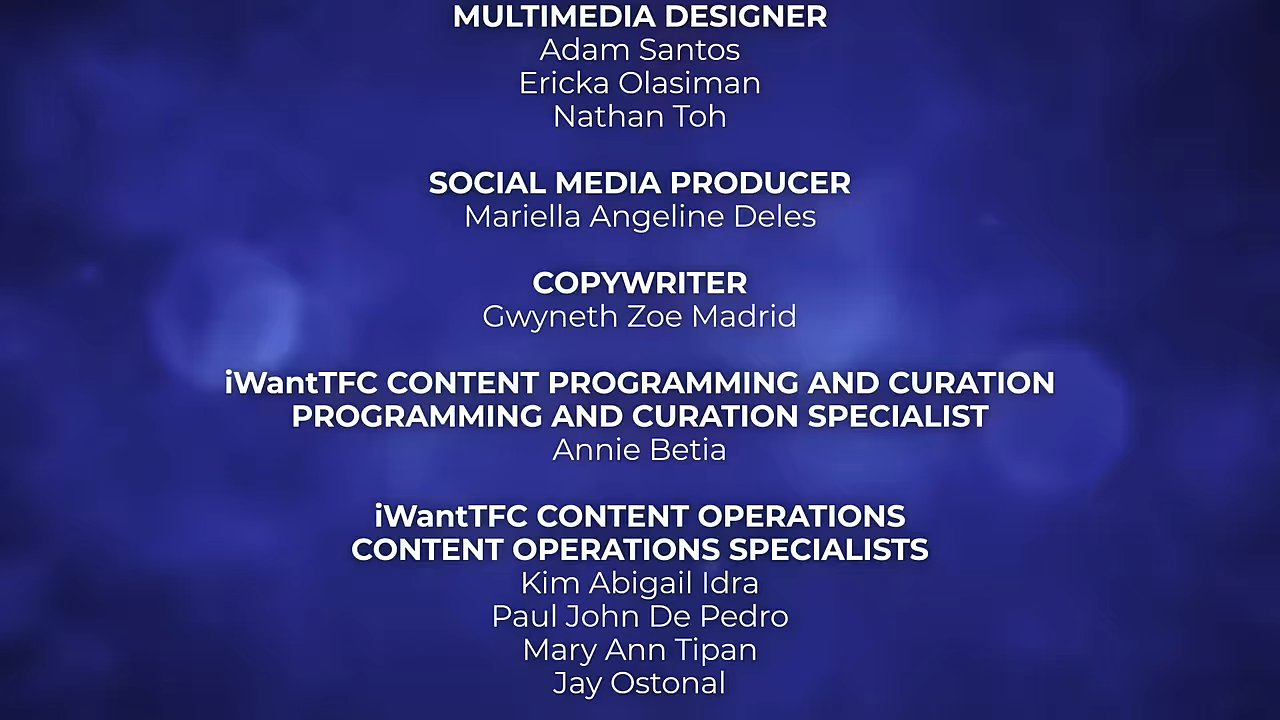 MULTIMEDIA DESIGNER
Adam Santos
Ericka Olasiman
Nathan Toh
SOCIAL MEDIA PRODUCER
Mariella Angeline Deles
COPYWRITER
Gwyneth Zoe Madrid
iWantTFC CONTENT PROGRAMMING AND CURATION
PROGRAMMING AND CURATION SPECIALIST
Annie Betia
iWantTFC CONTENT OPERATIONS
CONTENT OPERATIONS SPECIALISTS
Kim Abigail Idra
Paul John De Pedro
Mary Ann Tipan
Jay Ostonal